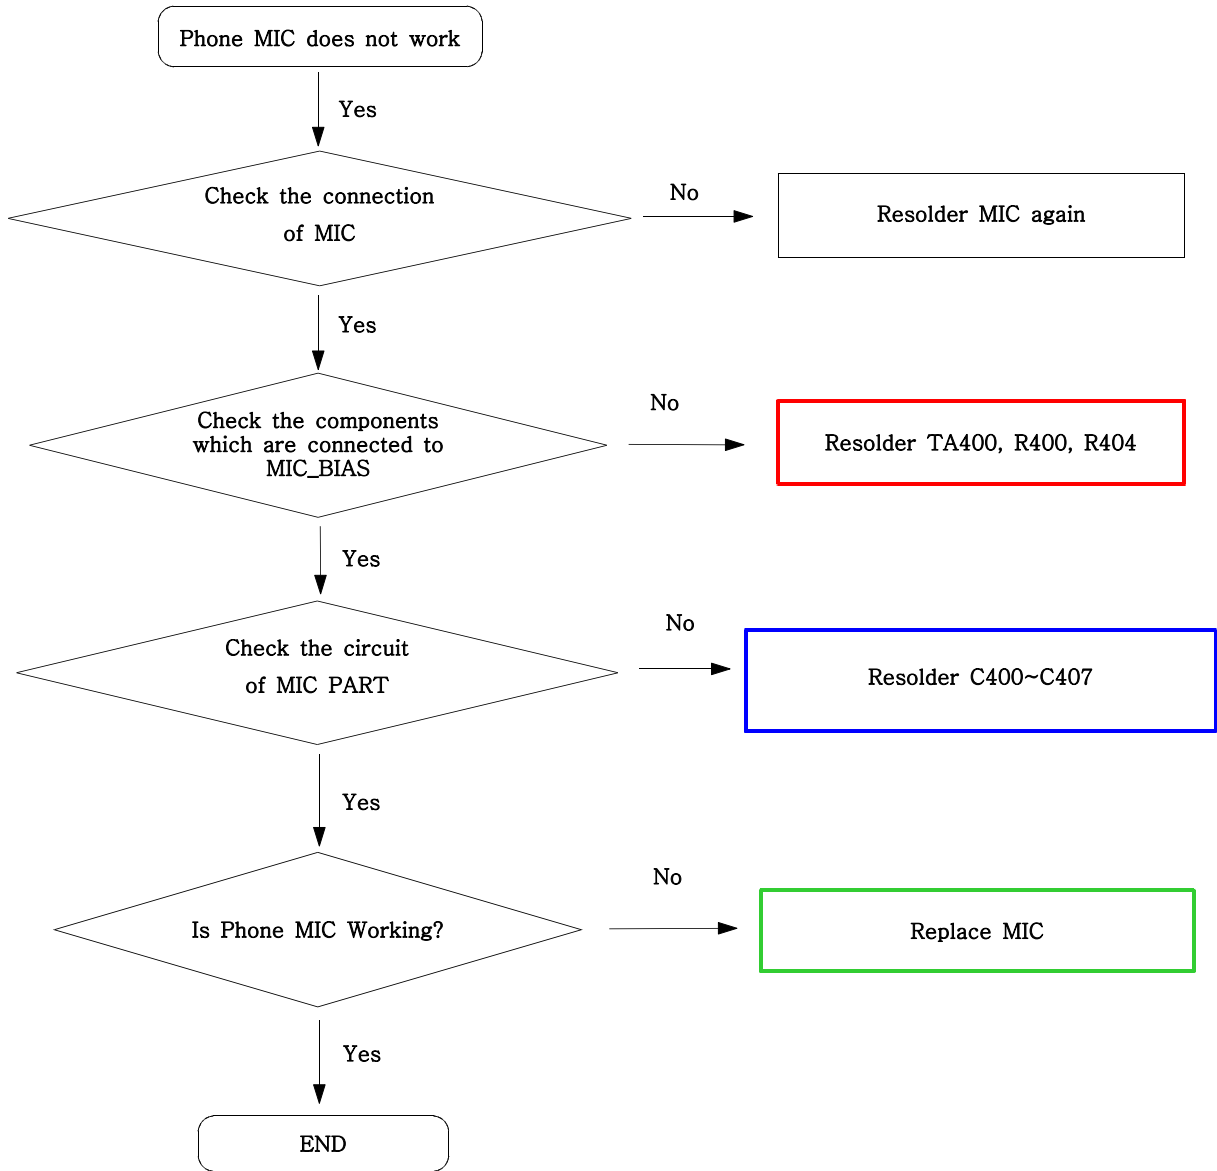 Phone MIC does not work
Yes
Check the connection
of MIC
No
Resolder MIC again
Yes
Check the components
which are connected to
MIC_BIAS
No
Resolder TA400, R400, R404
Yes
Check the circuit
of MIC PART
No
Resolder C400~C407
Yes
Is Phone MIC Working?
No
Replace MIC
Yes
END